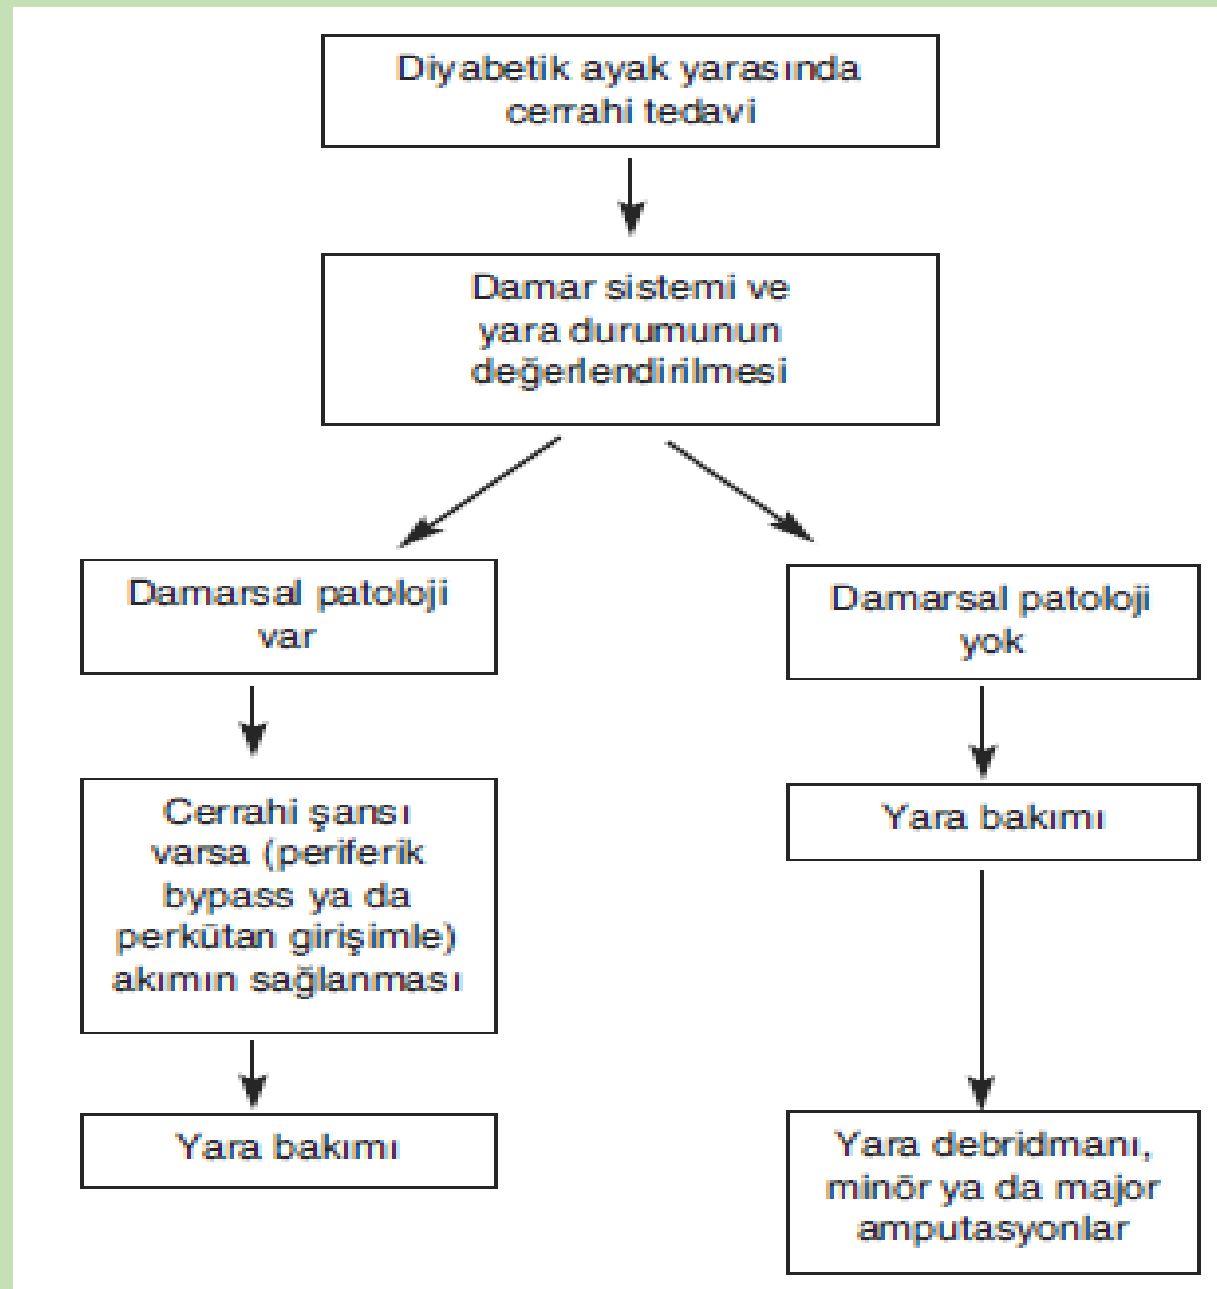 Diyabetik ayak yarasında
cerrahi tedavi
Damar sistemi ve
yara durumunun
değerlendirilmesi
Damarsal patoloji
var
Damarsal patoloji
yok
Cerrahi şansı
varsa (periferik
bypass ya da
perkütan girişimle)
akımın sağlanması
Yara bakımı
Yara bakımı
Yara debridmanı,
minör ya da major
amputasyonlar